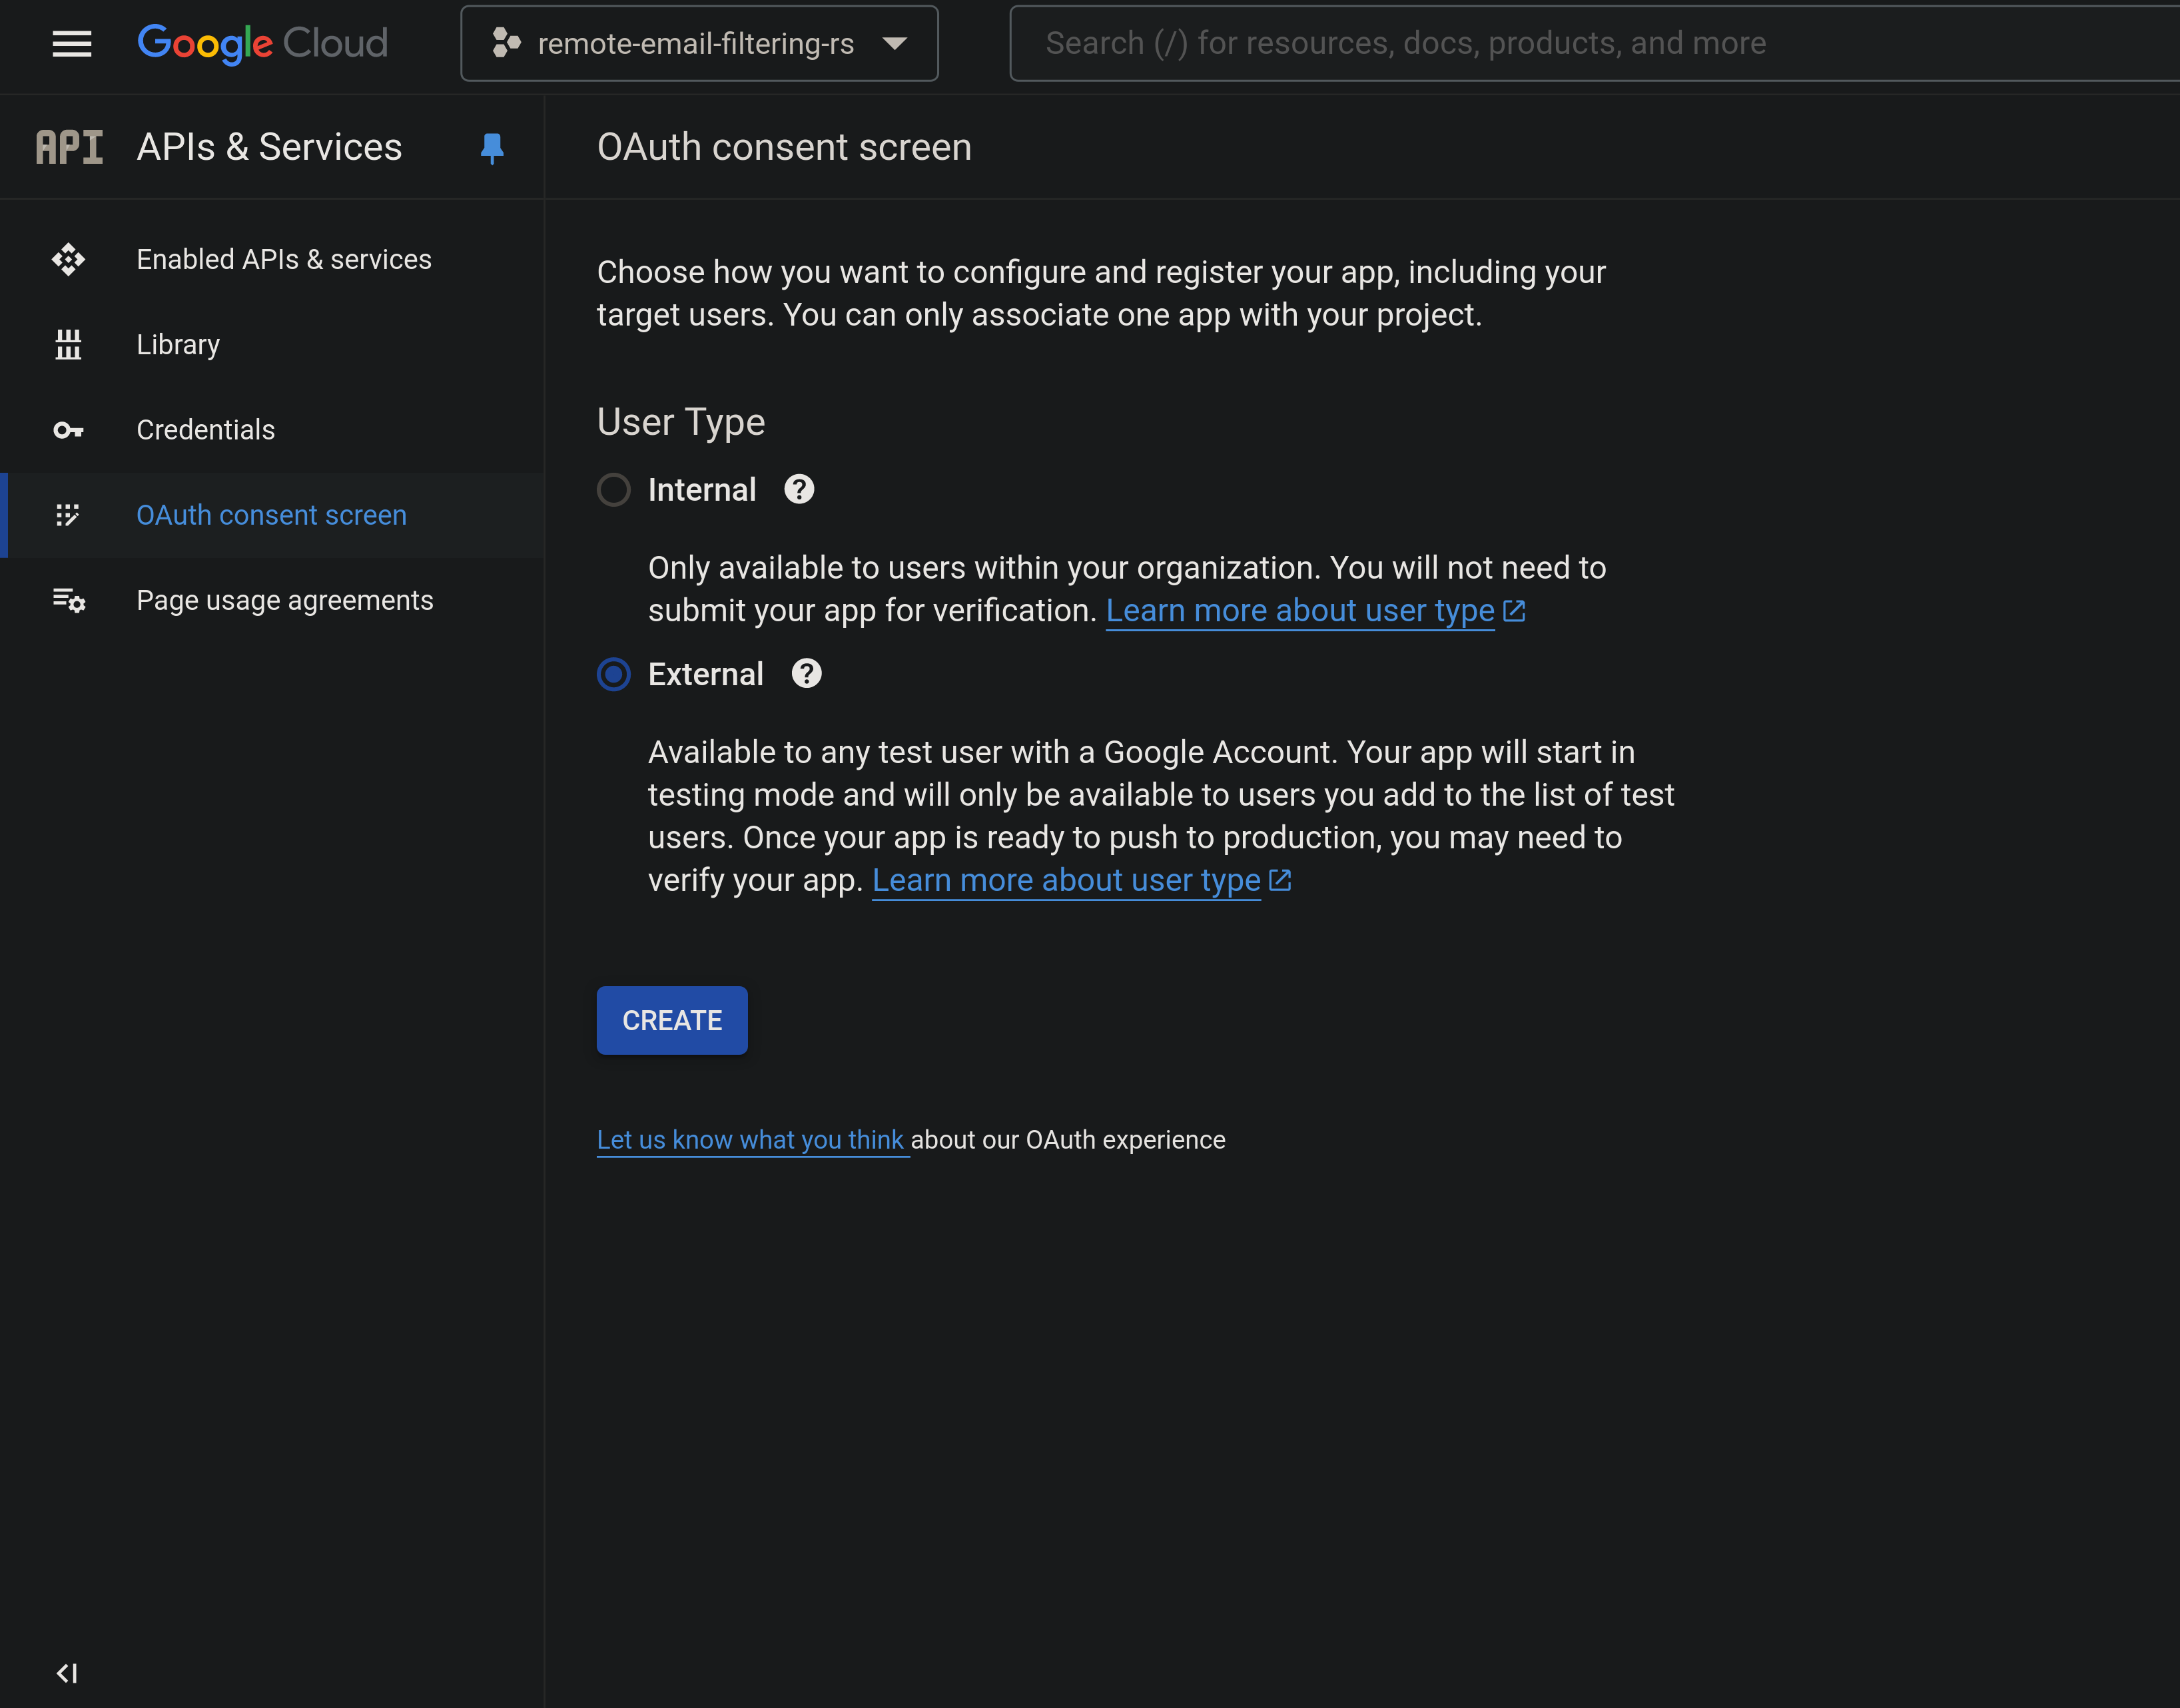 Google Cloud
remote-email-filtering-rs
Search (/) for resources, docs, products, and more
API
APIs & Services
OAuth consent screen
Enabled APIs & services
Library
Credentials
OAuth consent screen
Page usage agreements
Choose how you want to configure and register your app, including your
target users. You can only associate one app with your project.
User Type
Internal
Only available to users within your organization. You will not need to
submit your app for verification. Learn more about user type
External
Available to any test user with a Google Account. Your app will start in
testing mode and will only be available to users you add to the list of test
users. Once your app is ready to push to production, you may need to
verify your app. Learn more about user type
CREATE
Let us know what you think about our OAuth experience